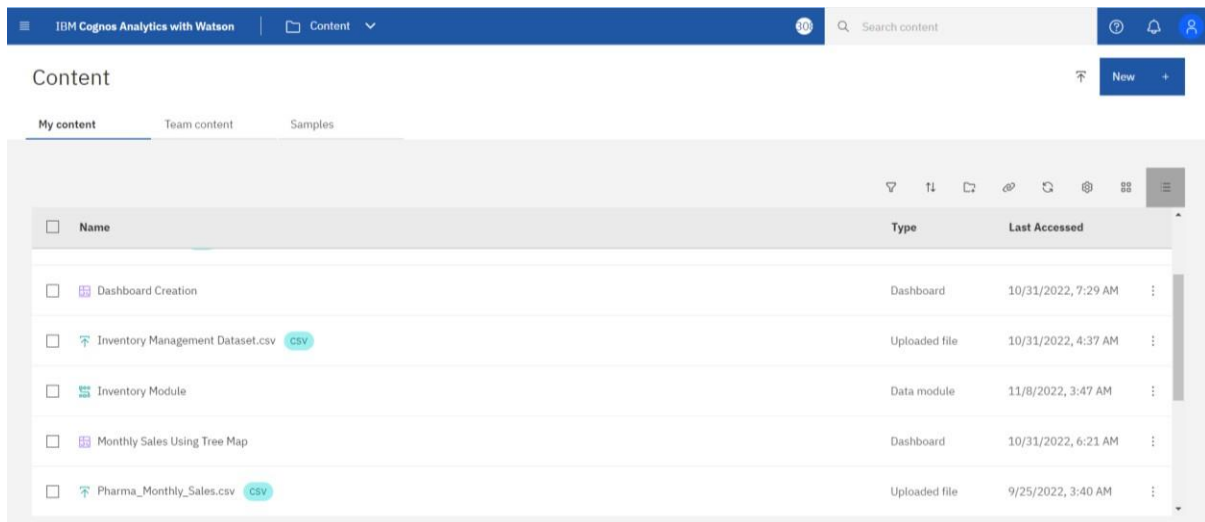 IBM Cognos Analytics with Watson Content 30 Search content
Content New +
My content Team content Samples
Name Type Last Accessed
Dashboard Creation Dashboard 10/31/2022, 7:29 AM
Inventory Management Dataset.csv CSV Uploaded file 10/31/2022, 4:37 AM
Inventory Module Data module 11/8/2022, 3:47 AM
Monthly Sales Using Tree Map Dashboard 10/31/2022, 6:21 AM
Pharma_Monthly_Sales.csv CSV Uploaded file 9/25/2022, 3:40 AM